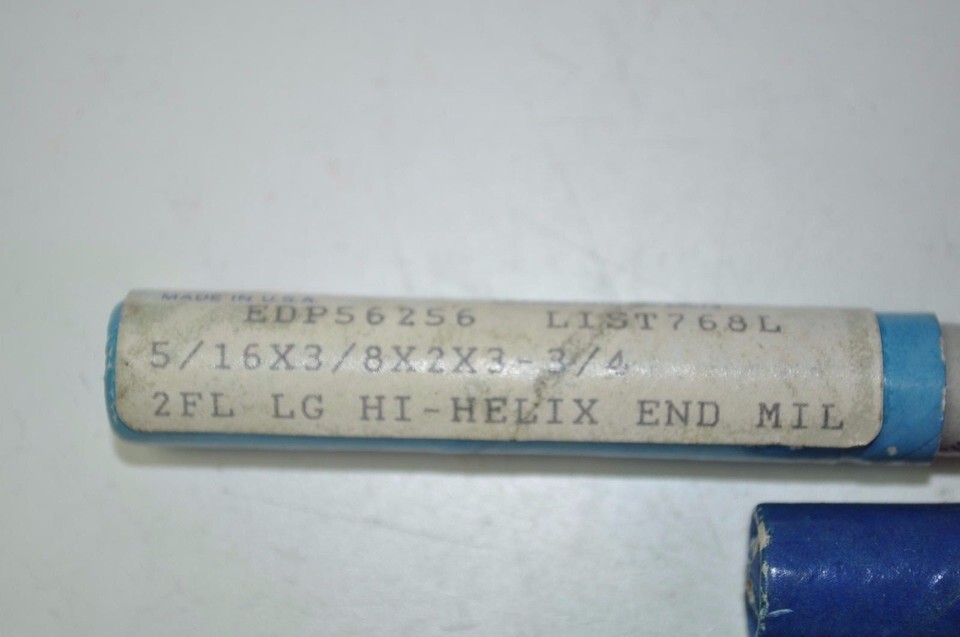 MADE IN U.S.A.
EDP56256 LIST768L
5/16X3/8X2X3-3/4
2FL LG HI-HELIX END MIL